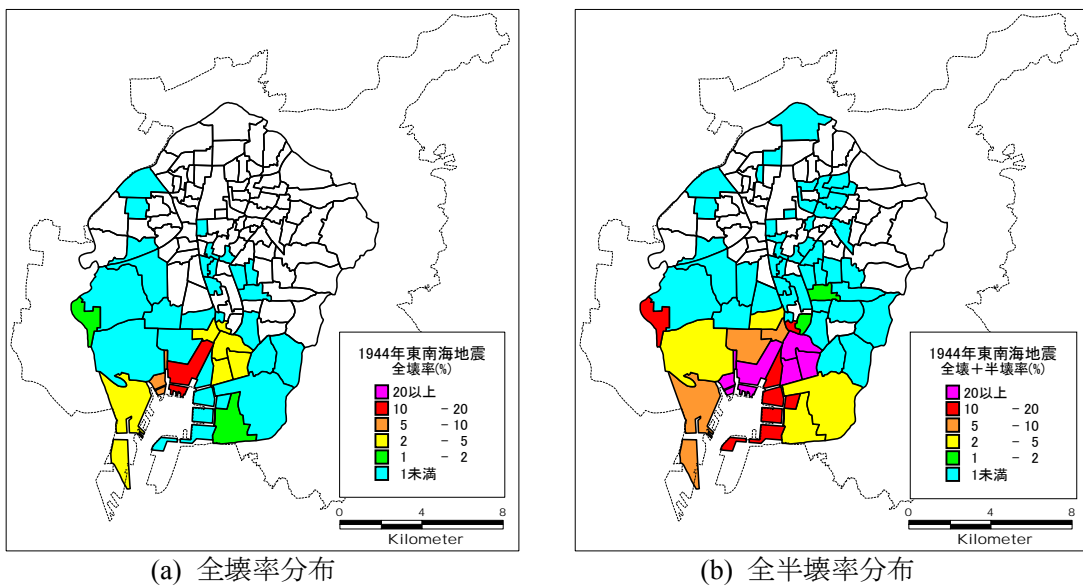 1944年東南海地震
全壊率(%)
20以上
10 - 20
5 - 10
2 - 5
1 - 2
1未満
0 4 8
Kilometer
(a) 全壊率分布
1944年東南海地震
全壊+半壊率(%)
20以上
10 - 20
5 - 10
2 - 5
1 - 2
1未満
0 4 8
Kilometer
(b) 全半壊率分布